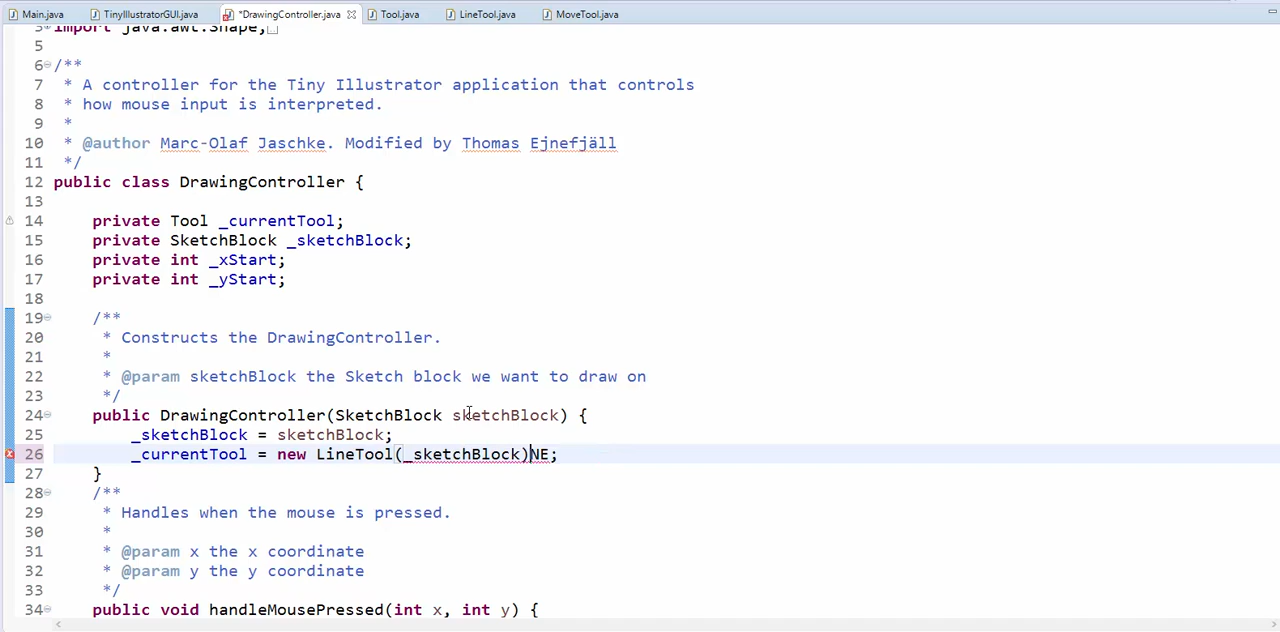 Main.java TinyIllustratorGUI.java *DrawingController.java Tool.java LineTool.java MoveTool.java
3 import java.awt.Shape;
5
6 /**
7 * A controller for the Tiny Illustrator application that controls
8 * how mouse input is interpreted.
9 *
10 * @author Marc-Olaf Jaschke. Modified by Thomas Ejnefjäll
11 */
12 public class DrawingController {
13
14 private Tool _currentTool;
15 private SketchBlock _sketchBlock;
16 private int _xStart;
17 private int _yStart;
18
19 /**
20 * Constructs the DrawingController.
21 *
22 * @param sketchBlock the Sketch block we want to draw on
23 */
24 public DrawingController(SketchBlock sketchBlock) {
25 _sketchBlock = sketchBlock;
26 _currentTool = new LineTool(_sketchBlock)NE;
27 }
28 /**
29 * Handles when the mouse is pressed.
30 *
31 * @param x the x coordinate
32 * @param y the y coordinate
33 */
34 public void handleMousePressed(int x, int y) {